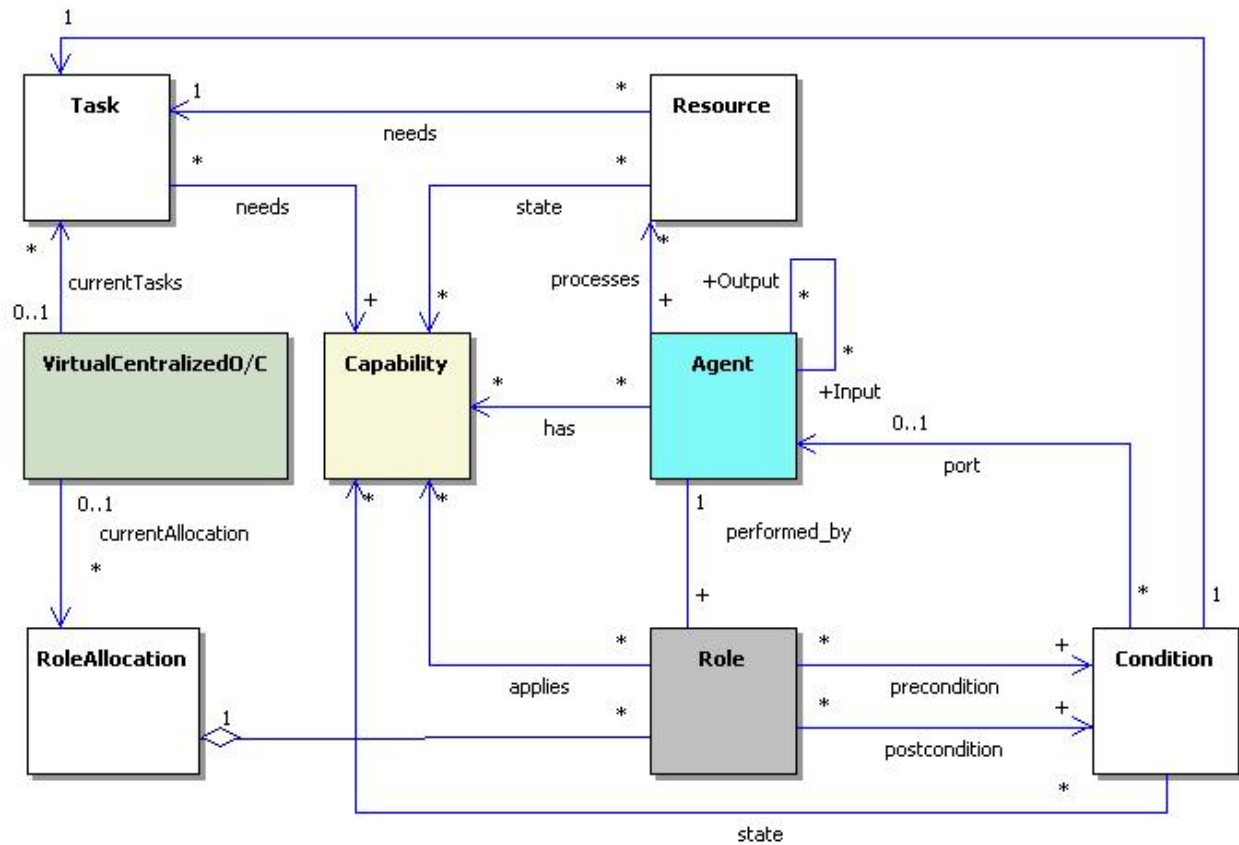 1
Task
1
*
Resource
needs
*
*
needs
state
*
*
processes
+Output
*
currentTasks
0..1
+
*
+
*
VirtualCentralizedO/C
Capability
Agent
*
*
+Input
has
0..1
port
0..1
*
*
1
currentAllocation
performed_by
*
+
*
1
RoleAllocation
*
Role
*
+
Condition
applies
precondition
1
*
*
+
postcondition
*
state